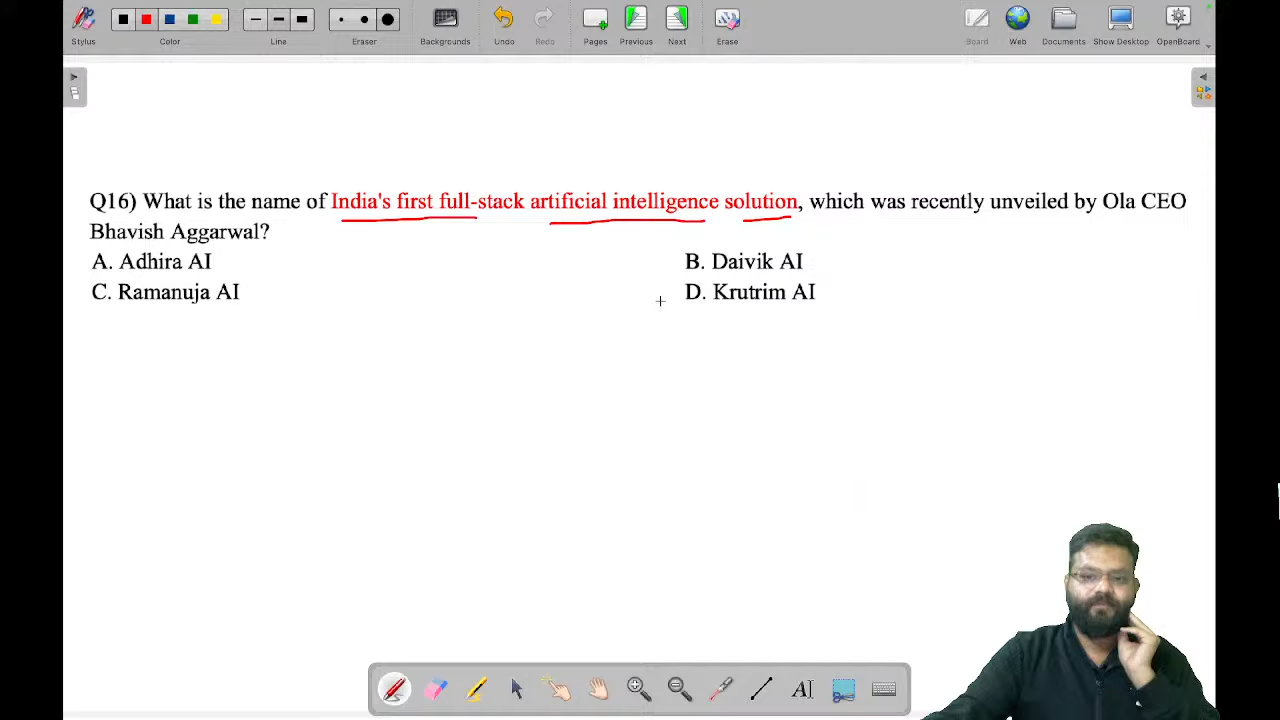 Stylus
Color
Line
Eraser
Backgrounds
Undo
Redo
Pages
Previous
Next
Erase
Board
Web
Documents
Show Desktop
OpenBoard
Q16) What is the name of India's first full-stack artificial intelligence solution, which was recently unveiled by Ola CEO
Bhavish Aggarwal?
A. Adhira AI
B. Daivik AI
C. Ramanuja AI
D. Krutrim AI